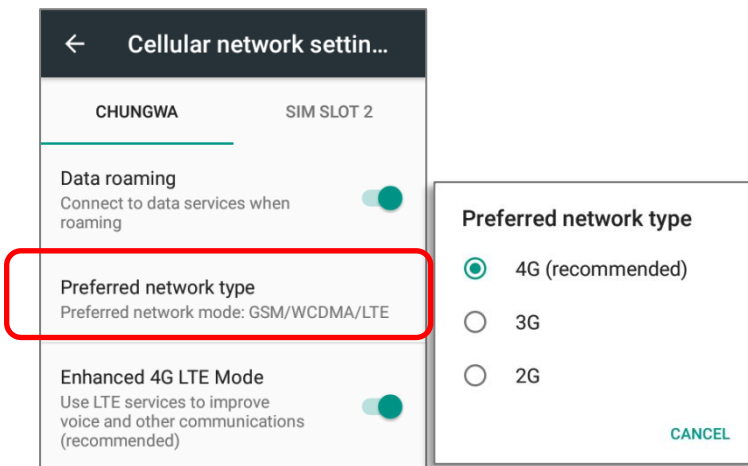 Cellular network settin...
CHUNGWA
SIM SLOT 2
Data roaming
Connect to data services when
roaming
Preferred network type
Preferred network mode: GSM/WCDMA/LTE
Enhanced 4G LTE Mode
Use LTE services to improve
voice and other communications
(recommended)
Preferred network type
4G (recommended)
3G
2G
CANCEL